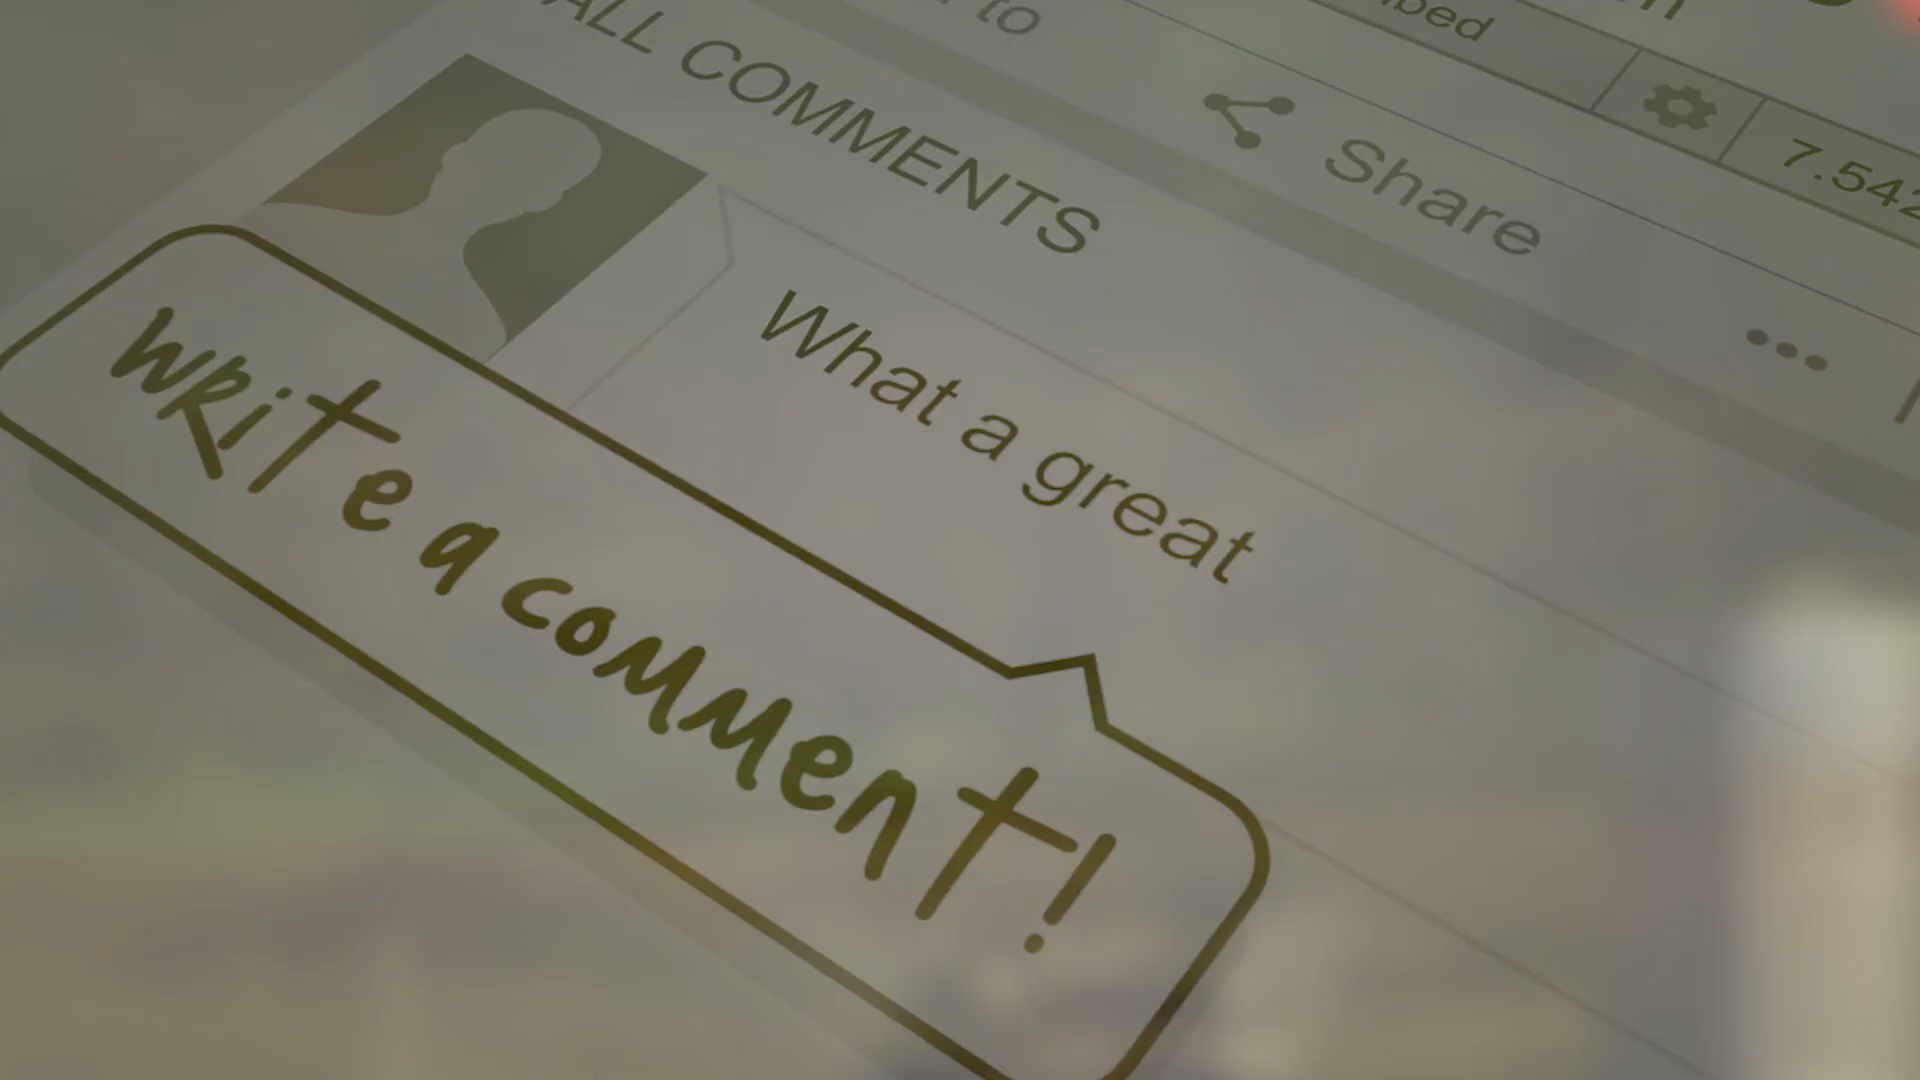 Share
7.542
ALL COMMENTS
What a great
write a comment!